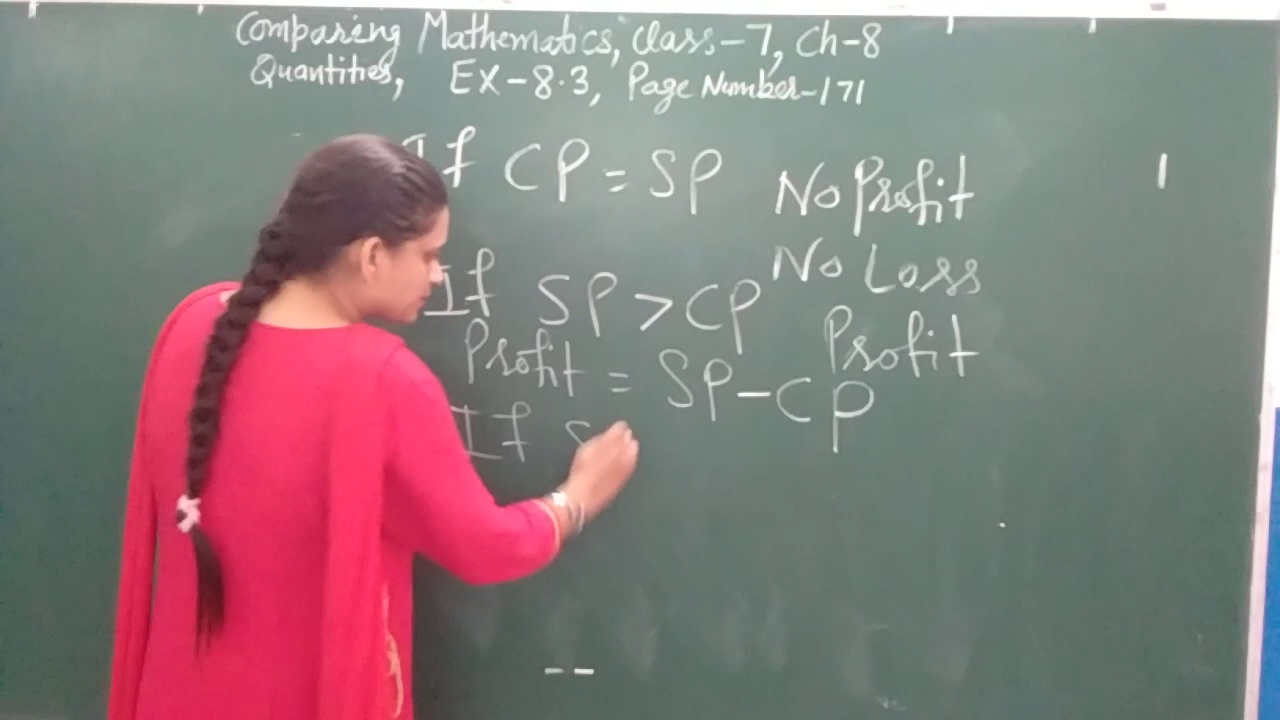 Comparing Mathematics, Class-7, Ch-8
Quantities, EX-8.3, Page Number-171
If CP = SP No Profit
No Loss
If SP > CP Profit
Profit = SP-CP
If S